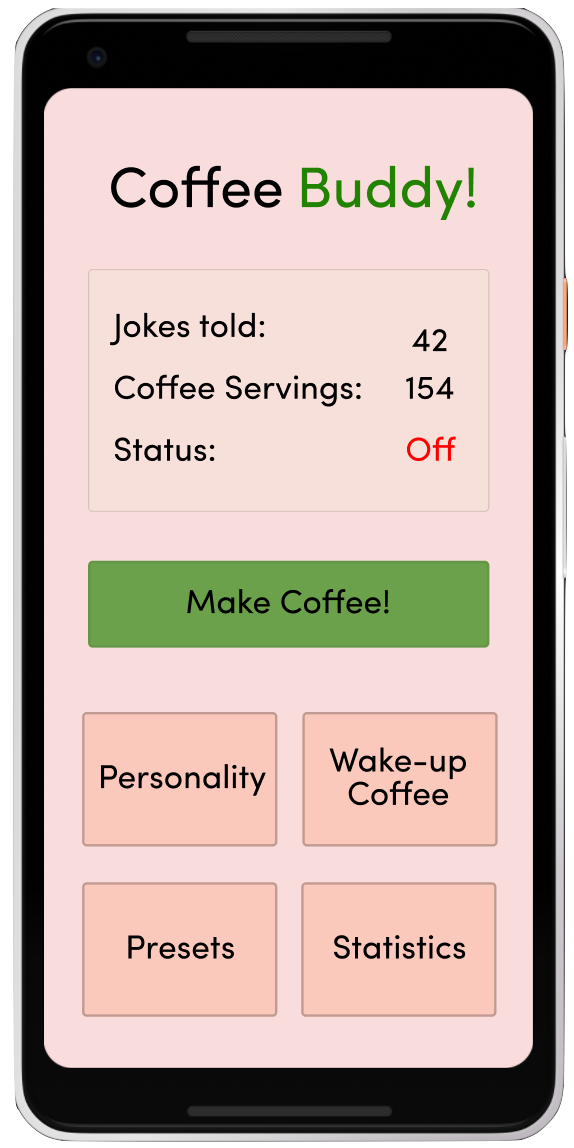 Coffee Buddy!
Jokes told: 42
Coffee Servings: 154
Status: Off
Make Coffee!
Personality
Wake-up
Coffee
Presets
Statistics